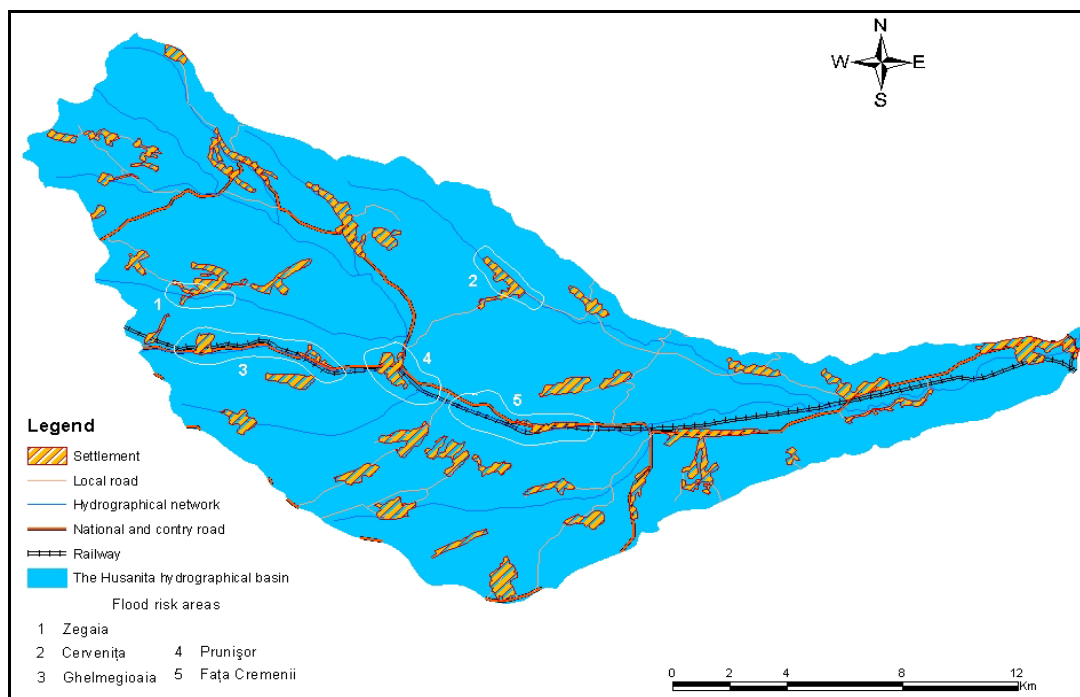 N
W E
S
2
1
4
3
5
Legend
Settlement
Local road
Hydrographical network
National and contry road
Railway
The Husanita hydrographical basin
Flood risk areas
1 Zegaia
2 Cervenița 4 Prunișor
3 Ghelmegioaia 5 Fața Cremenii
0 2 4 8 12
Km